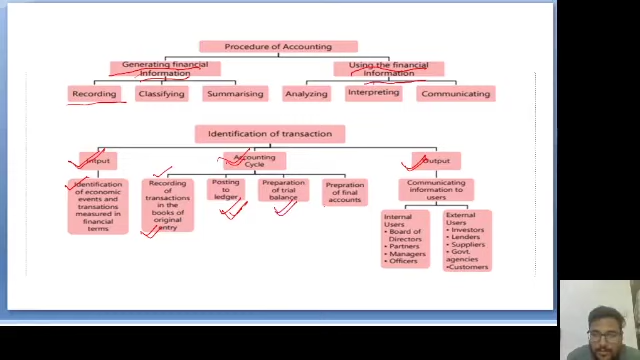 Procedure of Accounting
Generating financial
information
Using the financial
information
Recording
Classifying
Summarising
Analyzing
Interpreting
Communicating
Identification of transaction
Input
Accounting
Cycle
Output
Identification
of economic
events and
transations
measured in
financial
terms
Recording
of
transactions
in the
books of
original
entry
Posting
to
ledger
Preparation
of trial
balance
Prepration
of final
accounts
Communicating
information to
users
Internal
Users
• Board of
Directors
• Partners
• Managers
• Officers
External
Users
• Investors
• Lenders
• Suppliers
• Govt.
agencies
•Customers